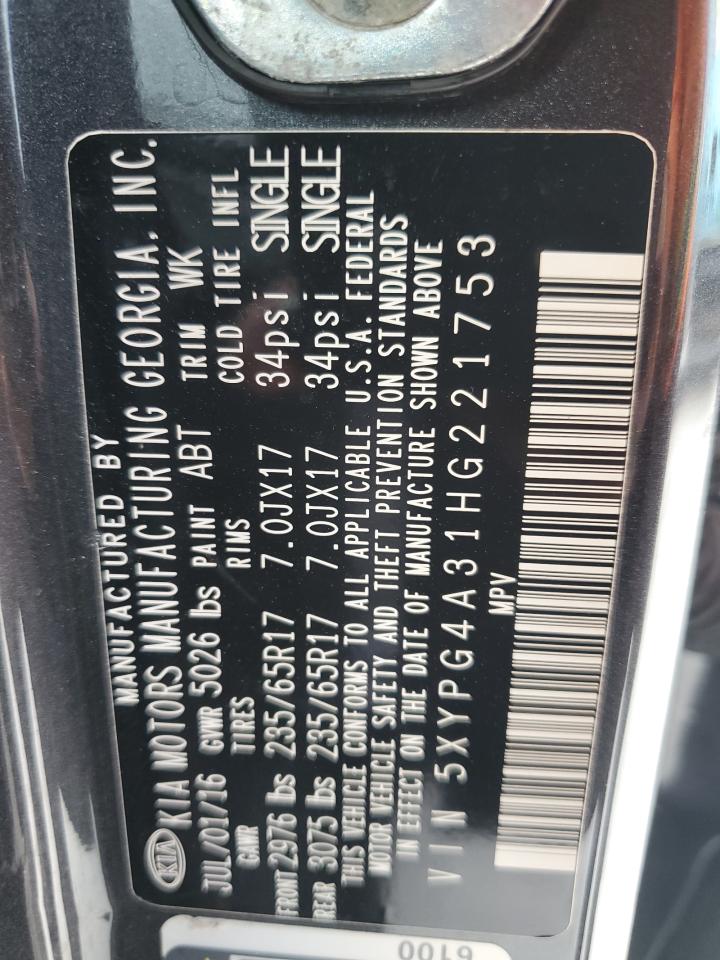 MANUFACTURED BY
KIA KIA MOTORS MANUFACTURING GEORGIA, INC.
JUL/01/16 GVWR 5026 lbs PAINT ABT TRIM WK
GAWR TIRES RIMS COLD TIRE INFL
FRONT 2976 lbs 235/65R17 7.0JX17 34psi SINGLE
REAR 3075 lbs 235/65R17 7.0JX17 34psi SINGLE
THIS VEHICLE CONFORMS TO ALL APPLICABLE U.S.A. FEDERAL
MOTOR VEHICLE SAFETY AND THEFT PREVENTION STANDARDS
IN EFFECT ON THE DATE OF MANUFACTURE SHOWN ABOVE
VIN 5XYPG4A31HG221753
MPV
6100